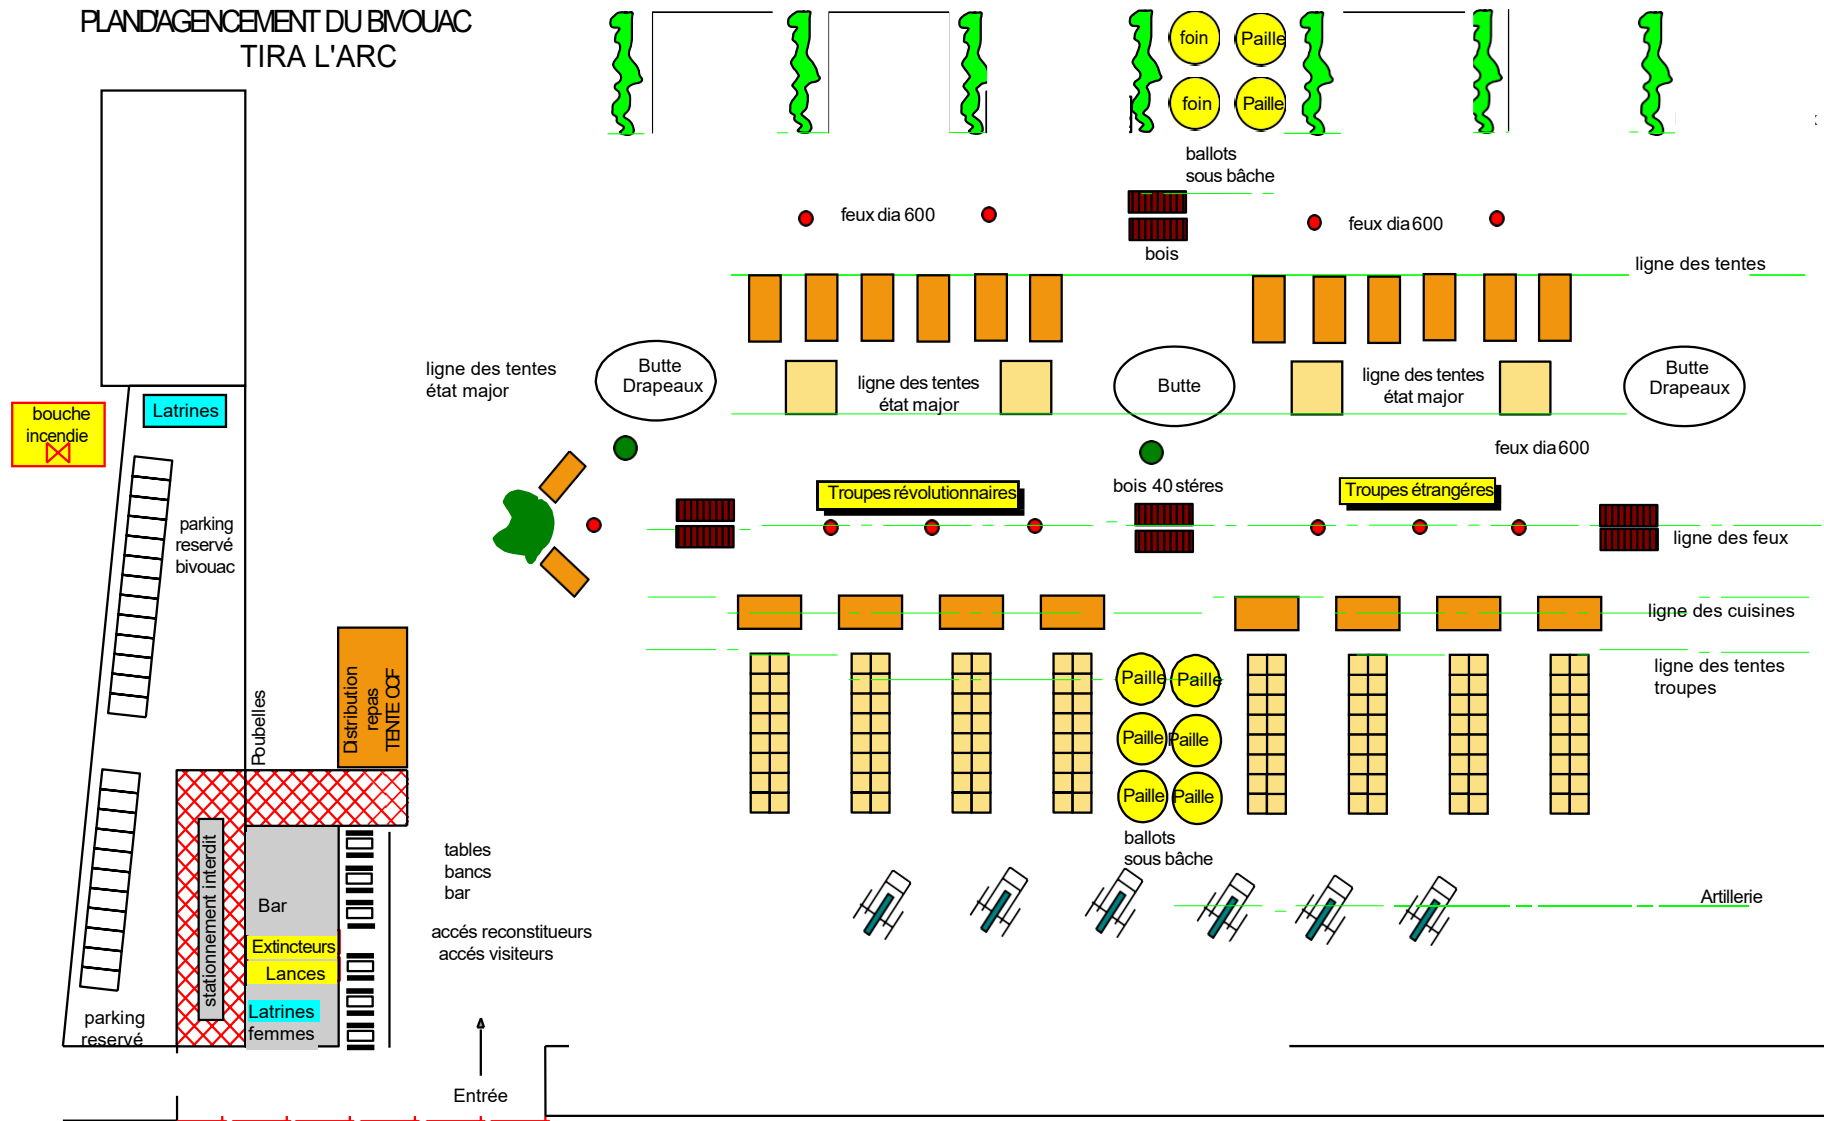 PLAND'AGENCEMENT DU BIVOUAC
TIRA L'ARC
foin
Paille
foin
Paille
ballots
sous bâche
feux dia 600
feux dia 600
bois
ligne des tentes
ligne des tentes
état major
Butte
Drapeaux
ligne des tentes
état major
Butte
ligne des tentes
état major
Butte
Drapeaux
bouche
incendie
Latrines
feux dia 600
Troupes révolutionnaires
bois 40 stéres
Troupes étrangéres
parking
reservé
bivouac
ligne des feux
ligne des cuisines
ligne des tentes
troupes
Poubelles
Distribution
repas
TENTE CCF
Paille
Paille
Paille
Paille
Paille
Paille
ballots
sous bâche
stationnement interdit
tables
bancs
bar
Bar
Artillerie
accés reconstitueurs
accés visiteurs
Extincteurs
Lances
Latrines
femmes
parking
reservé
Entrée